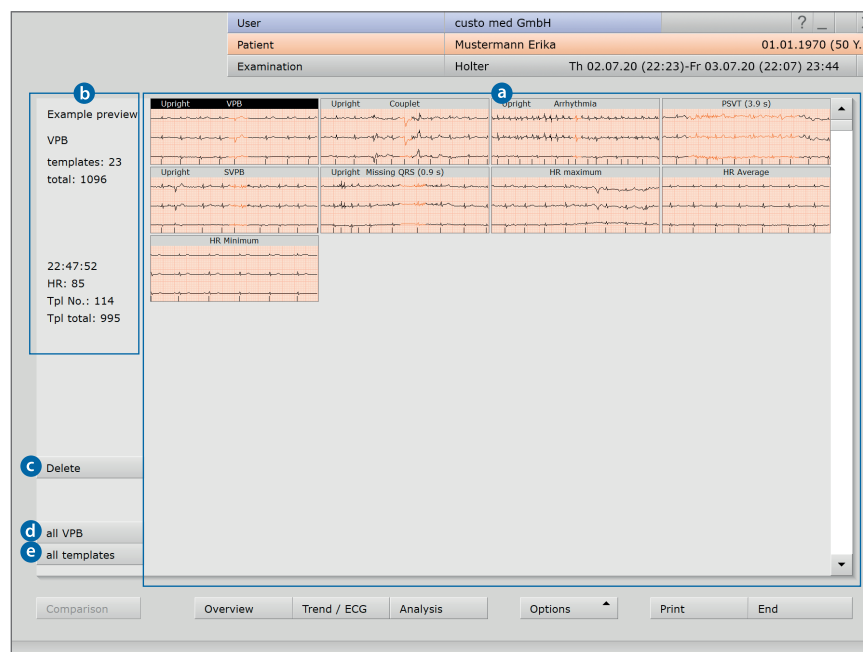 User custo med GmbH ? _
Patient Mustermann Erika 01.01.1970 (50 Y.
Examination Holter Th 02.07.20 (22:23)-Fr 03.07.20 (22:07) 23:44
b
a
Example preview
VPB
templates: 23
total: 1096
22:47:52
HR: 85
Tpl No.: 114
Tpl total: 995
Upright VPB
Upright Couplet
Upright Arrhythmia
PSVT (3.9 s)
Upright SVPB
Upright Missing QRS (0.9 s)
HR maximum
HR Average
HR Minimum
c Delete
d all VPB
e all templates
Comparison Overview Trend / ECG Analysis Options Print End